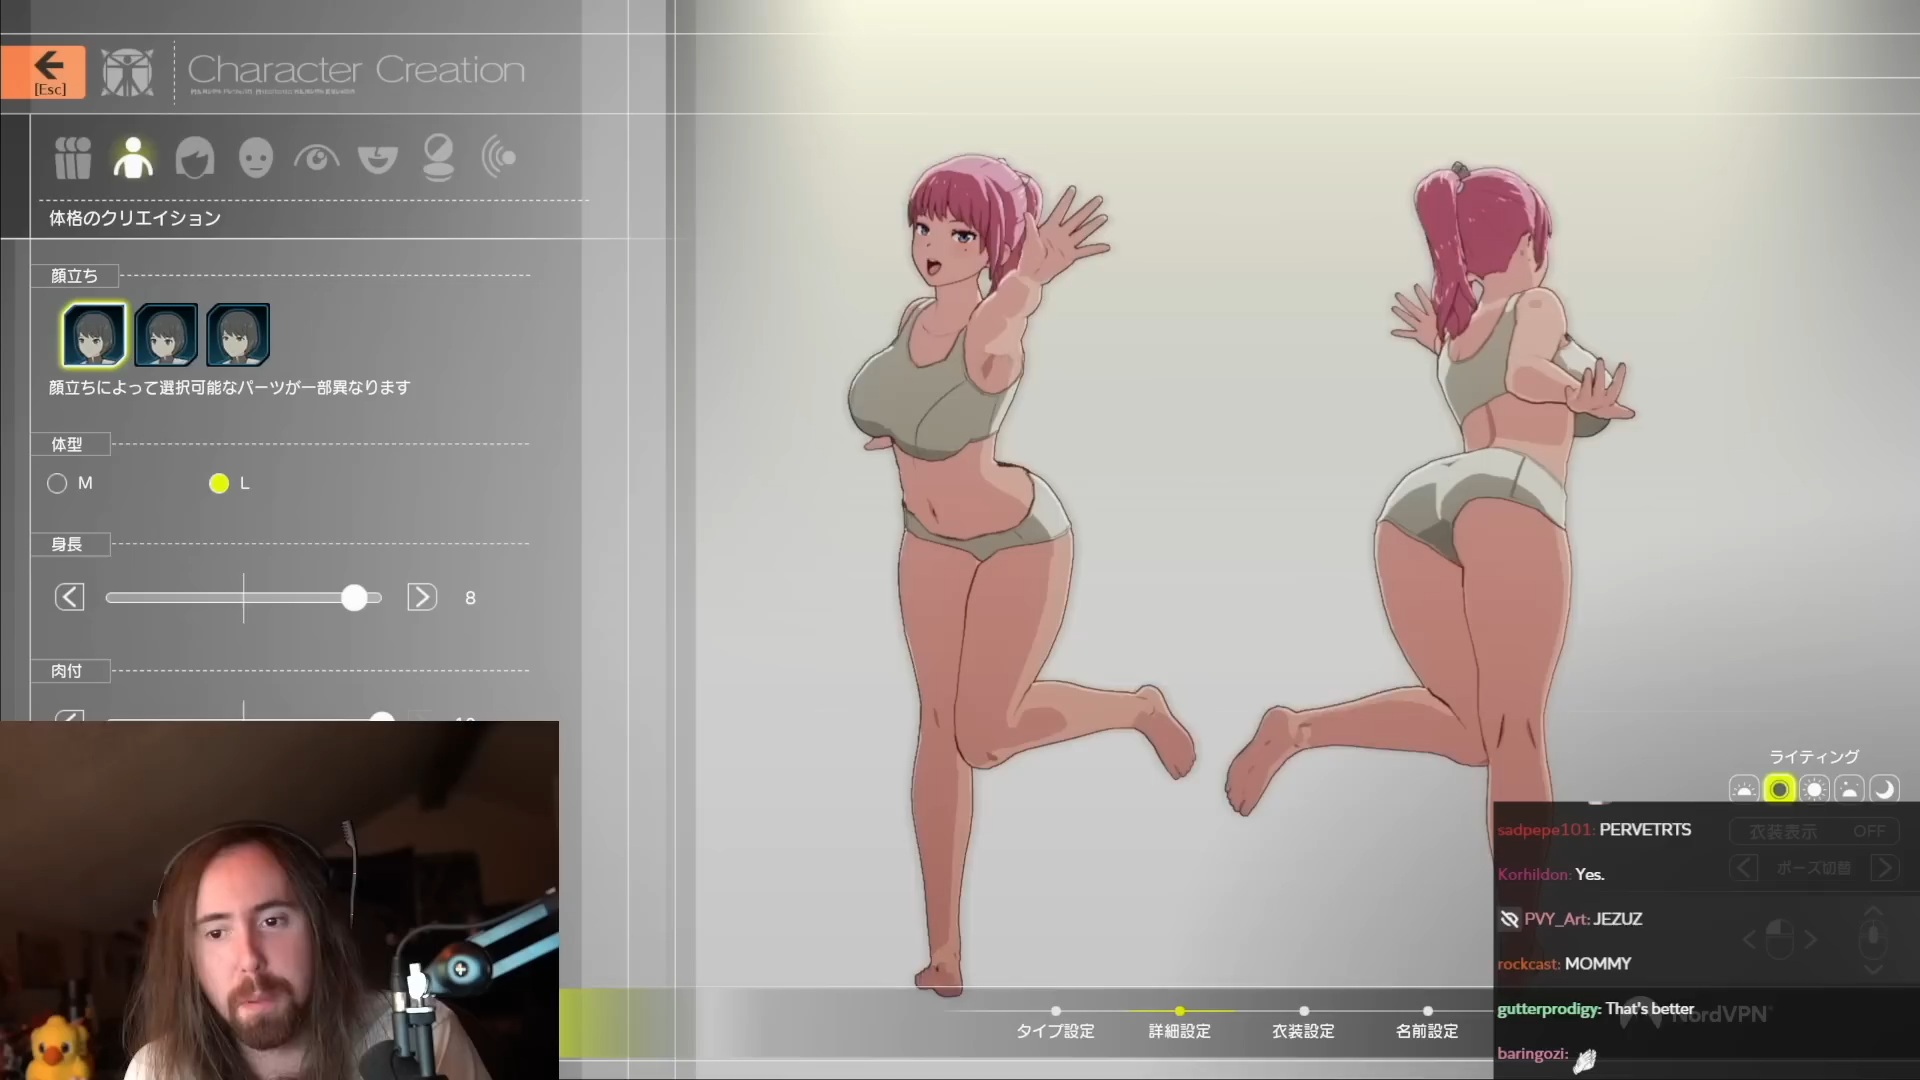 [Esc]
Character Creation
体格のクリエイション
顔立ち
顔立ちによって選択可能なパーツが一部異なります
体型
M
L
身長
8
肉付
ライティング
衣装表示 OFF
ポーズ切替
sadpepe101: PERVETRTS
Korhildon: Yes.
PVY_Art: JEZUZ
rockcast: MOMMY
gutterprodigy: That's better
baringozi:
NordVPN
タイプ設定
詳細設定
衣装設定
名前設定